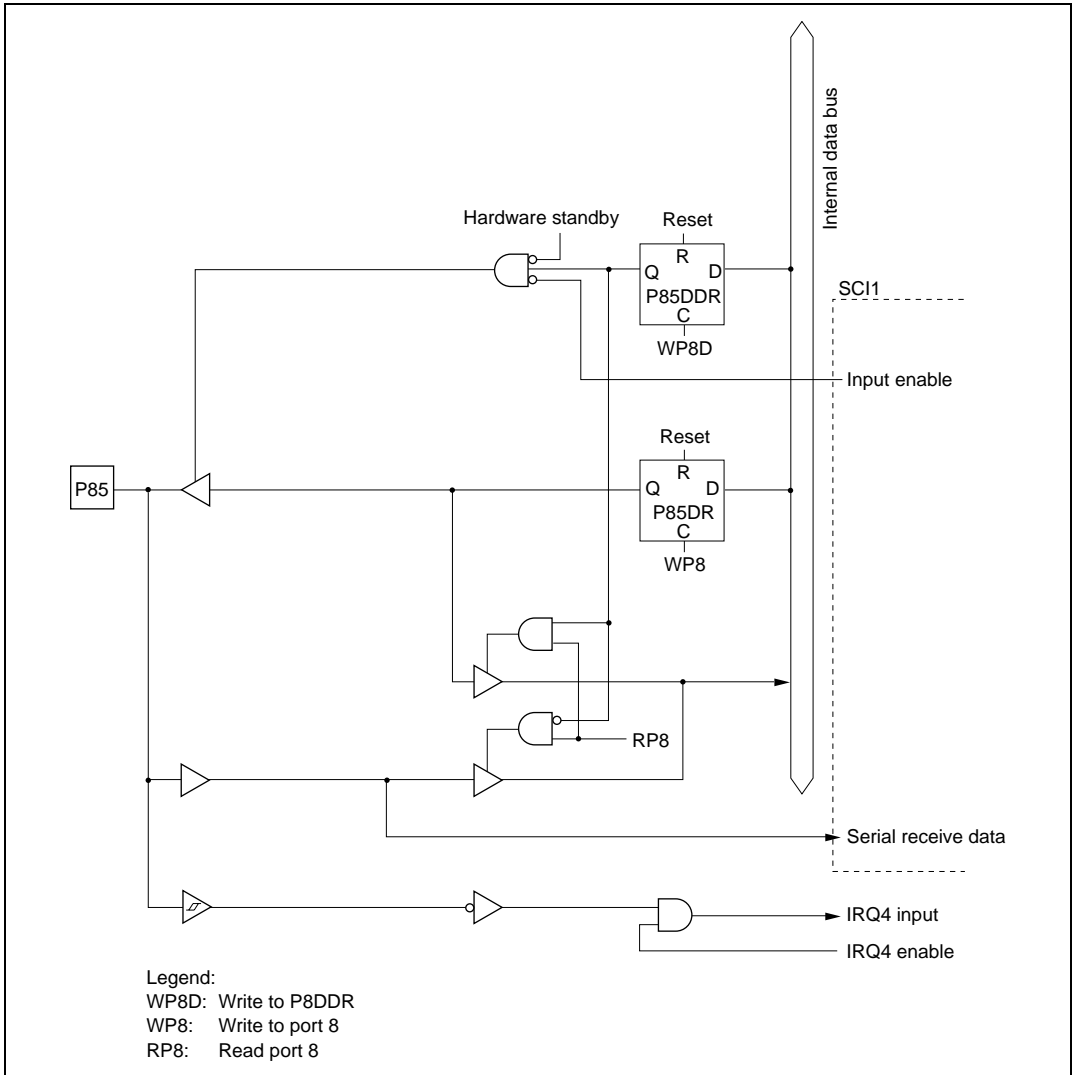 Internal data bus
Hardware standby
Reset
R
Q D
P85DDR
C
WP8D
SCI1
Input enable
Reset
R
Q D
P85DR
C
WP8
P85
RP8
Serial receive data
IRQ4 input
IRQ4 enable
Legend:
WP8D: Write to P8DDR
WP8: Write to port 8
RP8: Read port 8